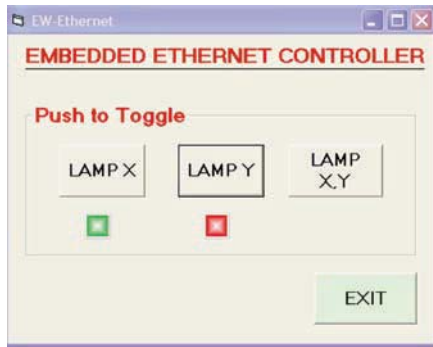 EW-Ethernet
EMBEDDED ETHERNET CONTROLLER
Push to Toggle
LAMP X
LAMP Y
LAMP
X,Y
EXIT